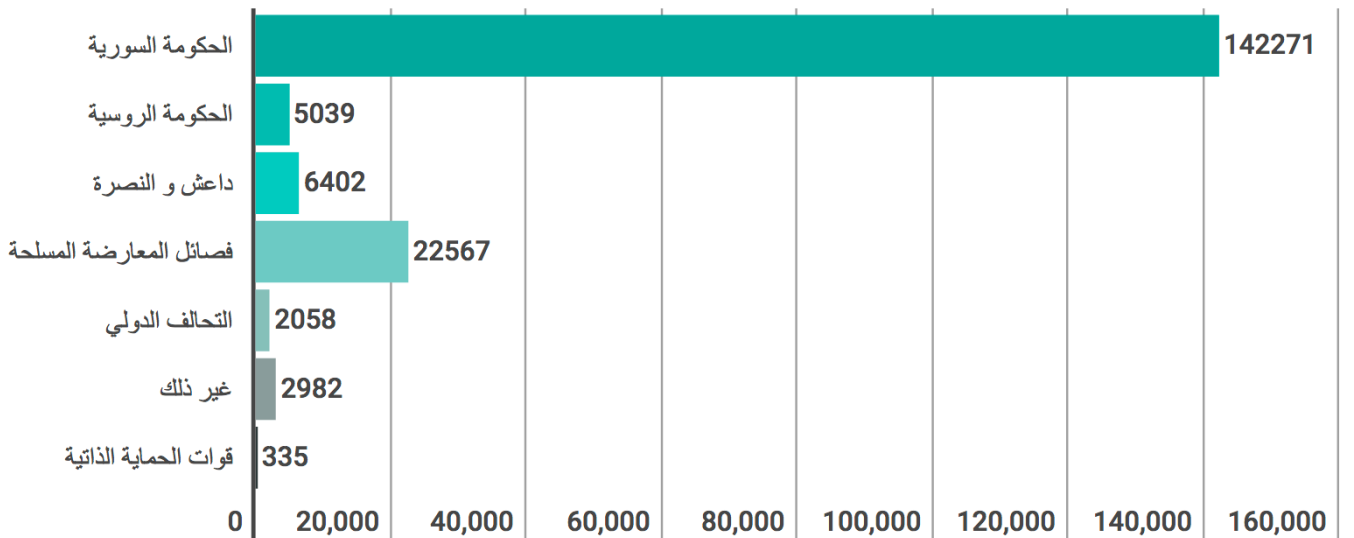 الحكومة السورية 142271
الحكومة الروسية 5039
داعش و النصرة 6402
فصائل المعارضة المسلحة 22567
التحالف الدولي 2058
غير ذلك 2982
قوات الحماية الذاتية 335
0 20,000 40,000 60,000 80,000 100,000 120,000 140,000 160,000